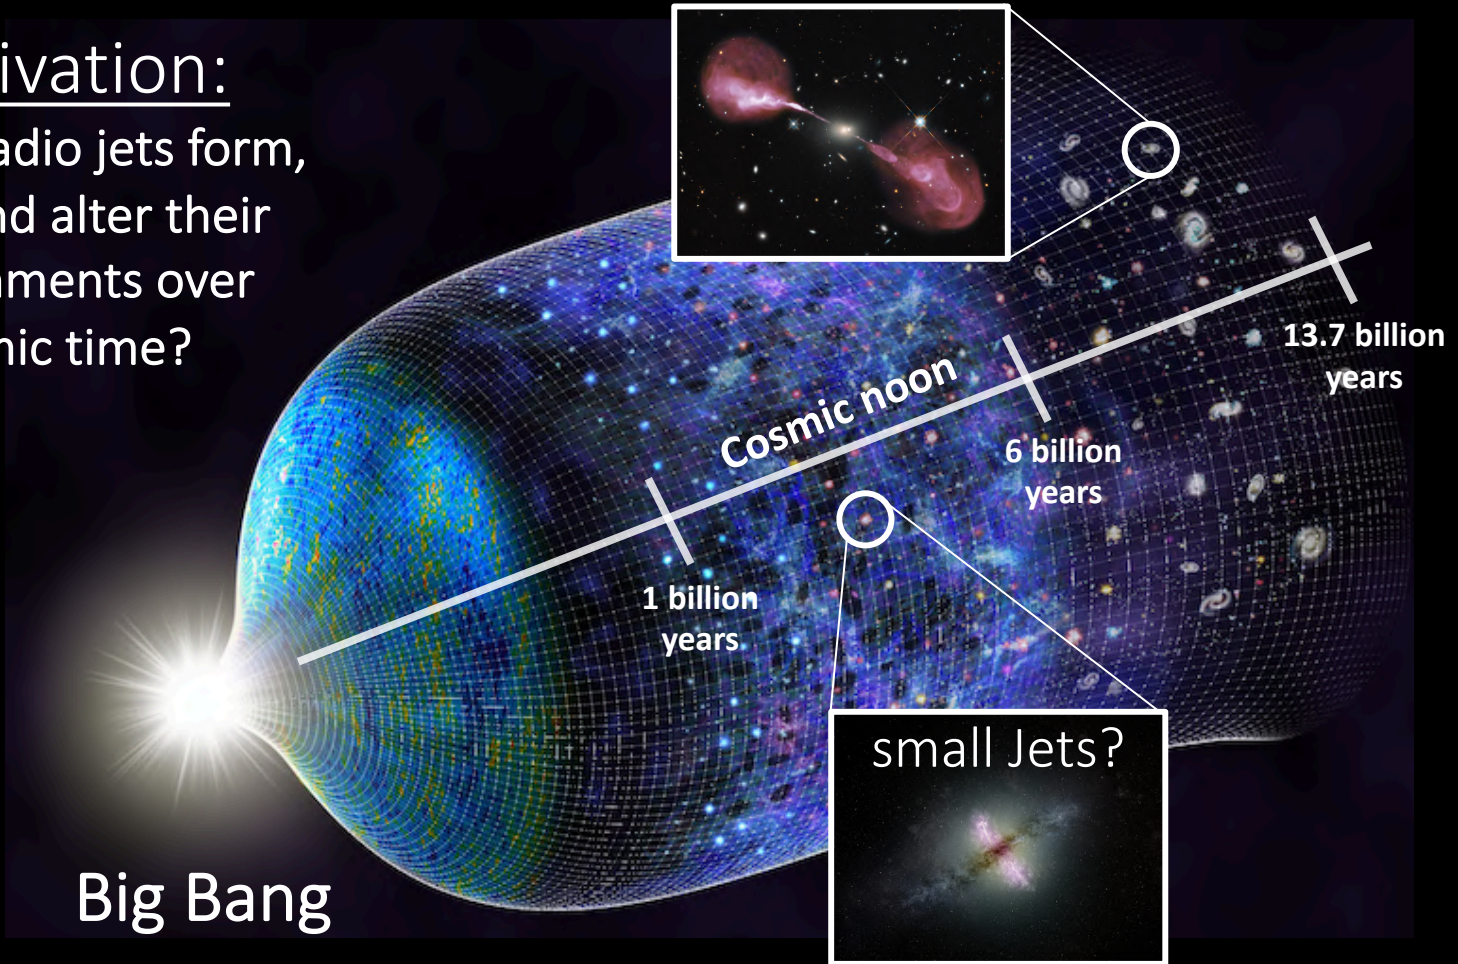 ivation:
adio jets form,
nd alter their
nments over
nic time?
Cosmic noon
13.7 billion
years
6 billion
years
1 billion
years
small Jets?
Big Bang